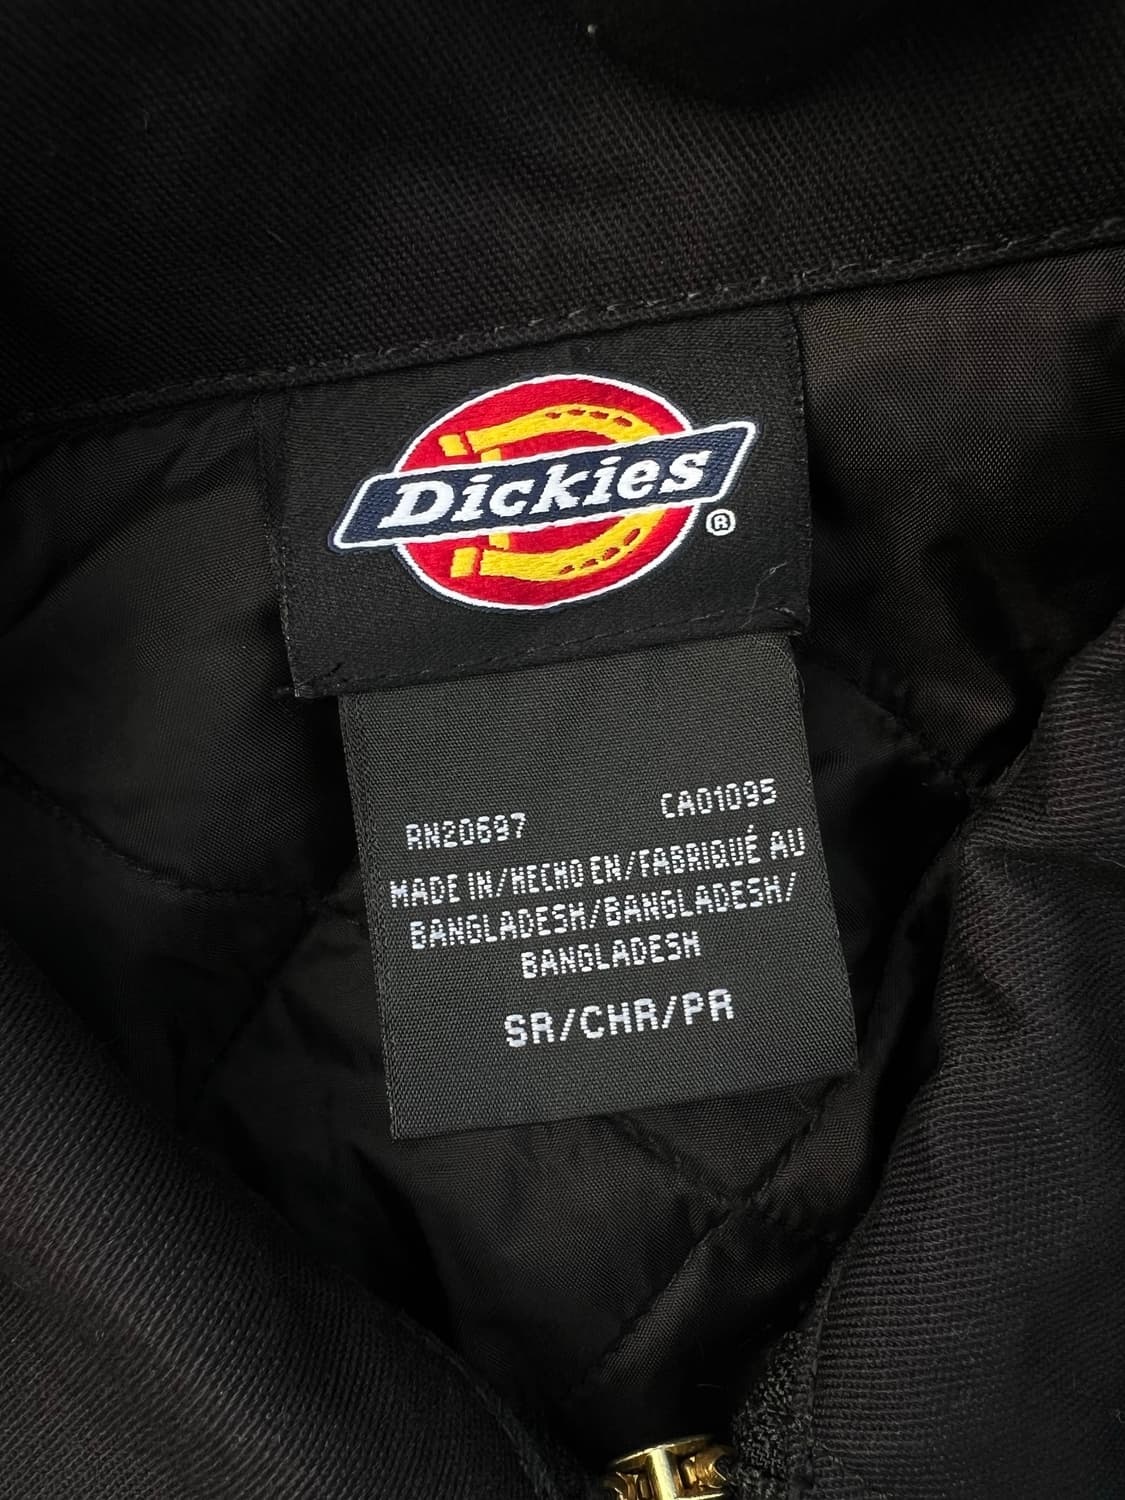 Dickies
®
RN20697 CA01095
MADE IN/HECHO EN/FABRIQUÉ AU
BANGLADESH/BANGLADESH/
BANGLADESH
SR/CHR/PR